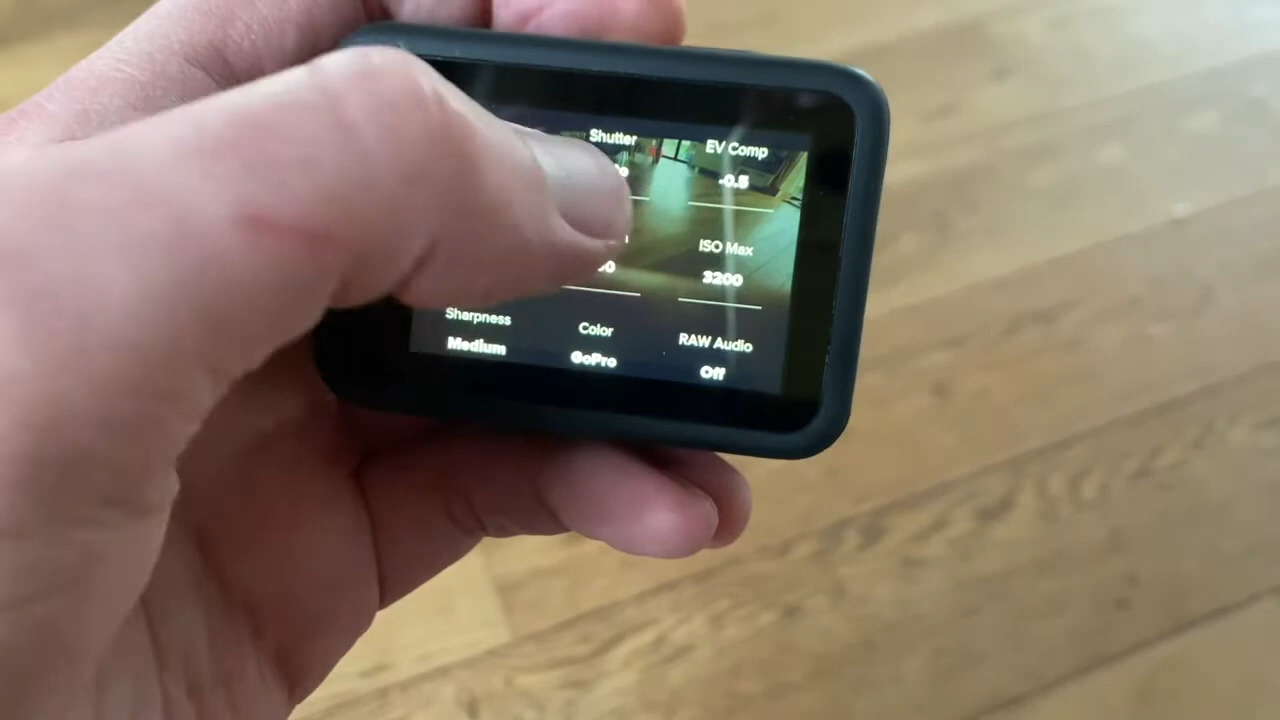 Shutter
EV Comp
-0.5
ISO Max
3200
Sharpness
Color
RAW Audio
Medium
GoPro
Off